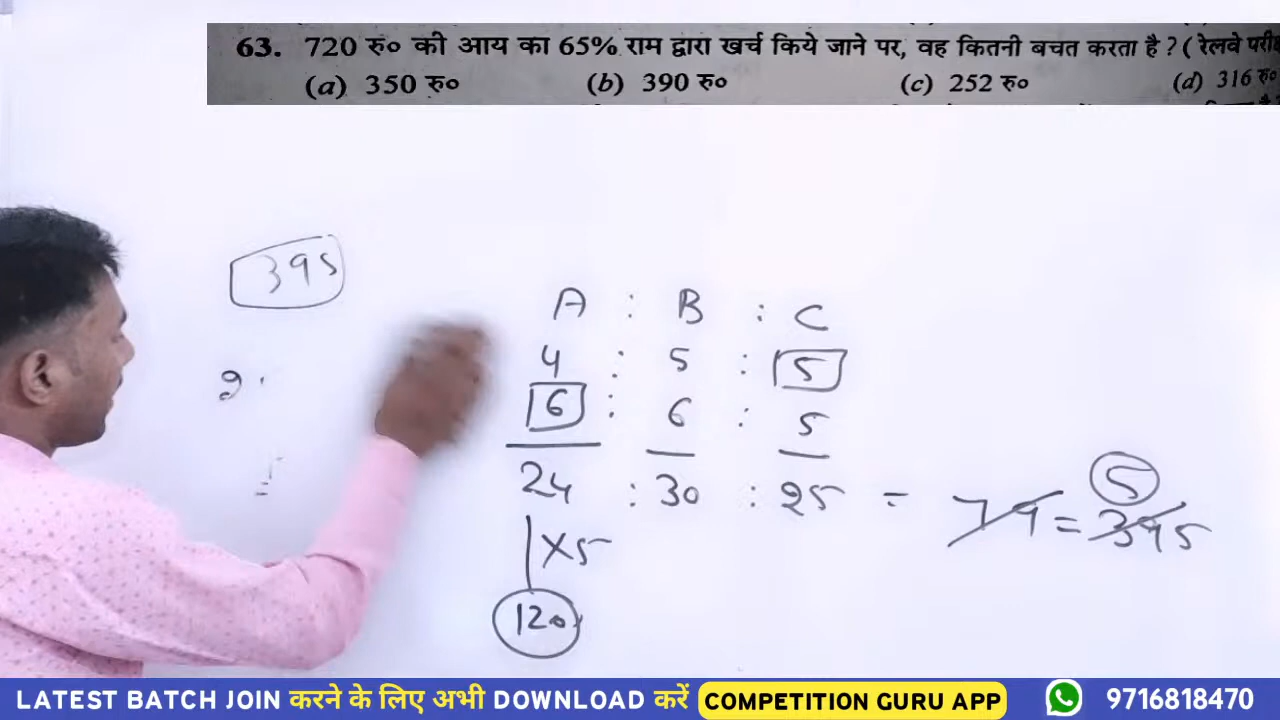 63. 720 रु० की आय का 65% राम द्वारा खर्च किये जाने पर, वह कितनी बचत करता है ? ( रेलवे
(a) 350 रु० (b) 390 रु० (c) 252 रु० (d) 316 रु०
395
A : B : C
4 : 5 : 5
6 : 6 : 5
24 : 30 : 25 = 79 = 395
5
×5
120
LATEST BATCH JOIN करने के लिए अभी DOWNLOAD करें COMPETITION GURU APP 9716818470